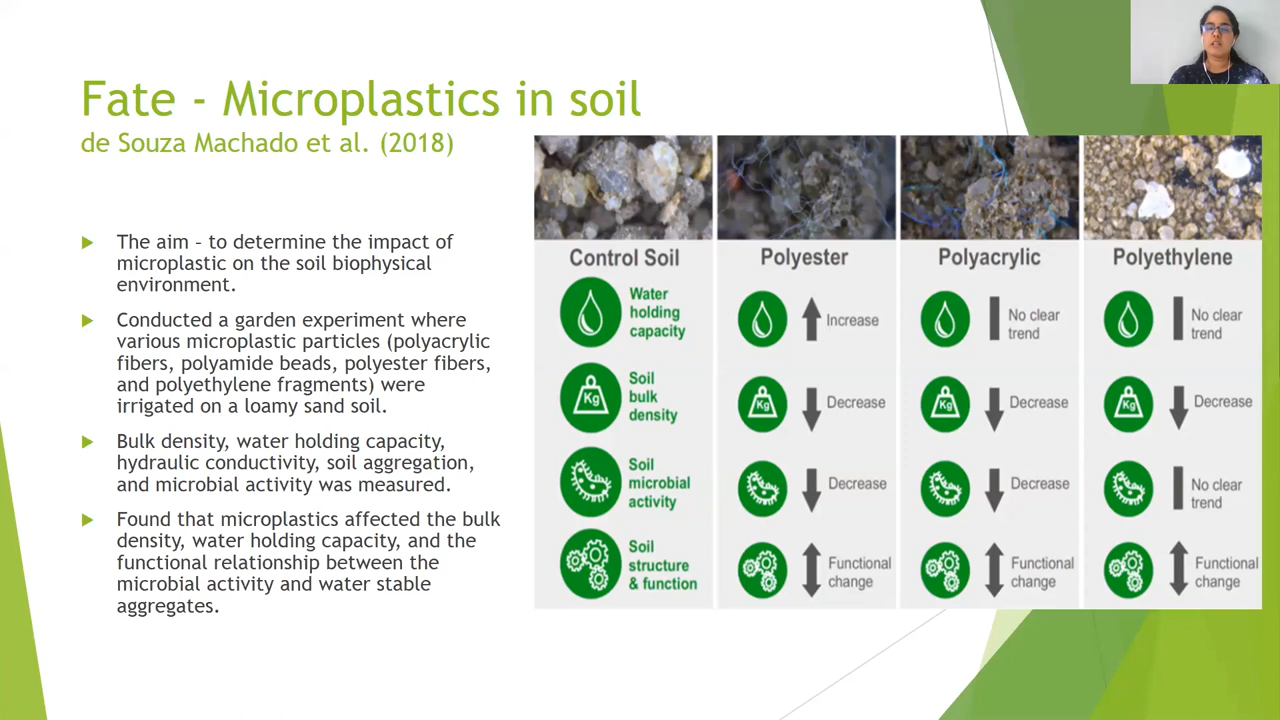 Fate - Microplastics in soil
de Souza Machado et al. (2018)
The aim – to determine the impact of
microplastic on the soil biophysical
environment.
Conducted a garden experiment where
various microplastic particles (polyacrylic
fibers, polyamide beads, polyester fibers,
and polyethylene fragments) were
irrigated on a loamy sand soil.
Bulk density, water holding capacity,
hydraulic conductivity, soil aggregation,
and microbial activity was measured.
Found that microplastics affected the bulk
density, water holding capacity, and the
functional relationship between the
microbial activity and water stable
aggregates.
Control Soil
Polyester
Polyacrylic
Polyethylene
Water
holding
capacity
Increase
No clear
trend
No clear
trend
Kg
Soil
bulk
density
Kg
Decrease
Kg
Decrease
Kg
Decrease
Soil
microbial
activity
Decrease
Decrease
No clear
trend
Soil
structure
& function
Functional
change
Functional
change
Functional
change